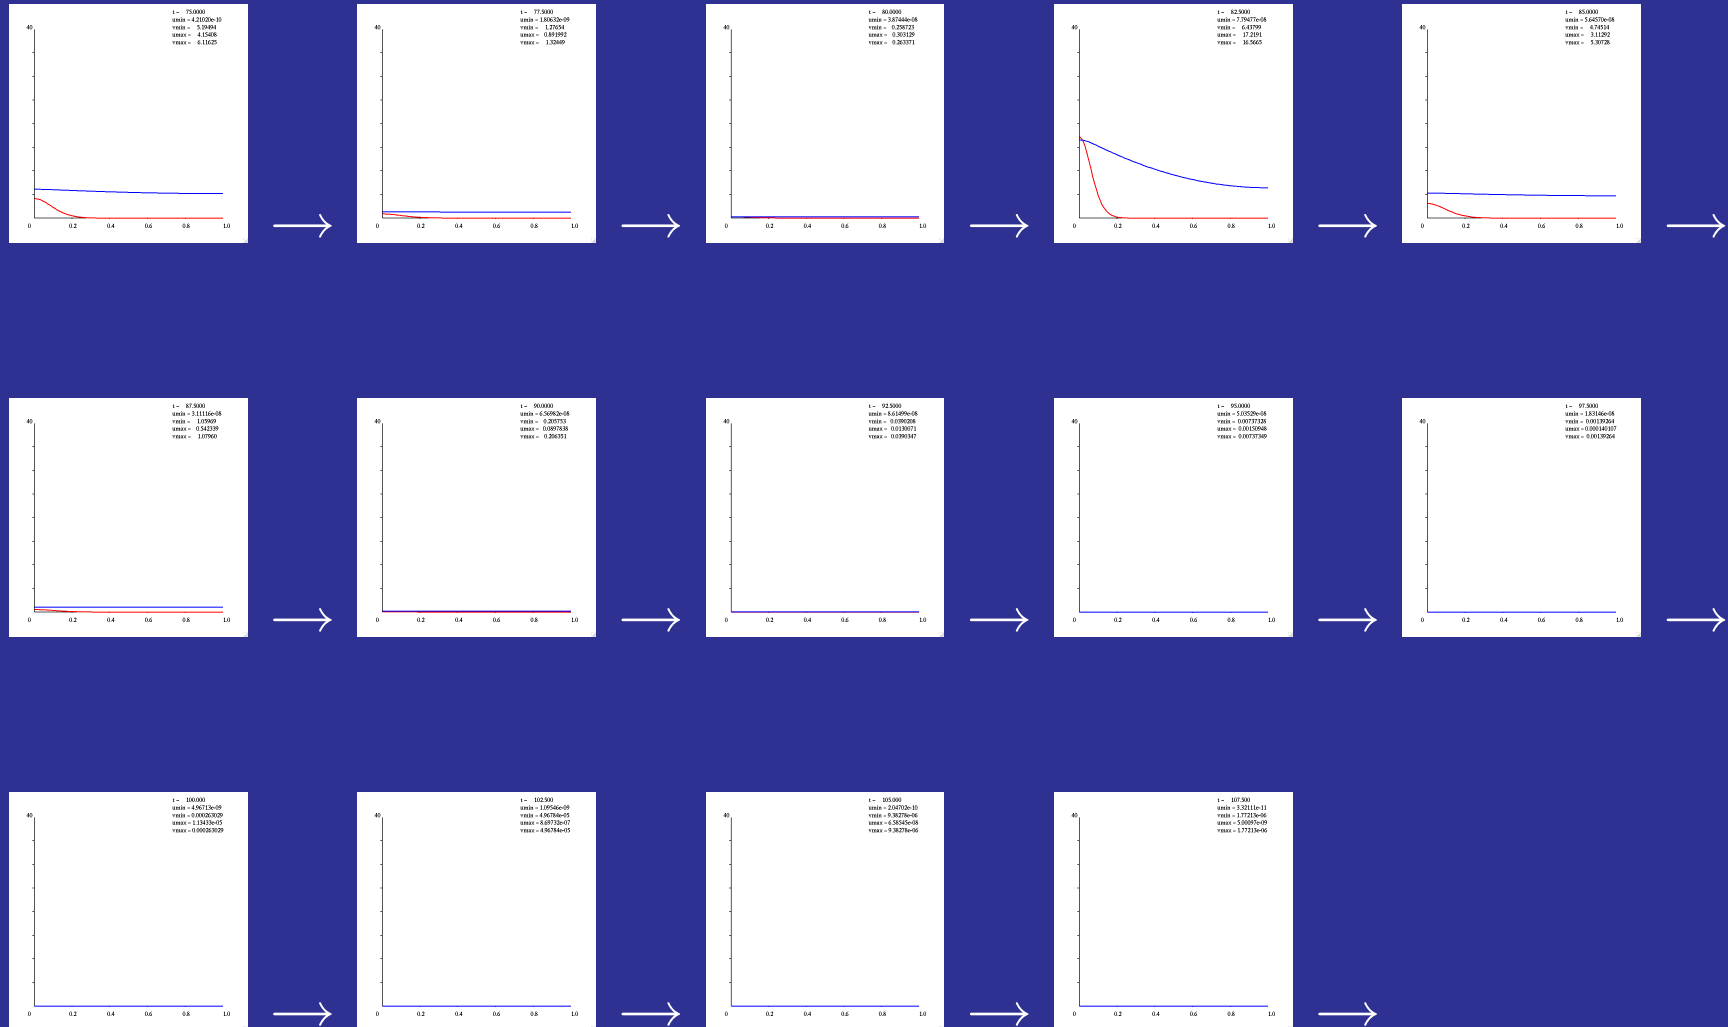 t = 75.0000
umin = 4.21020e-10
vmin = 5.19494
umax = 4.15408
vmax = 6.11625
40
0 0.2 0.4 0.6 0.8 1.0
t = 77.5000
umin = 1.80632e-09
vmin = 1.27654
umax = 0.891992
vmax = 1.32449
40
0 0.2 0.4 0.6 0.8 1.0
t = 80.0000
umin = 3.87444e-08
vmin = 0.258723
umax = 0.303129
vmax = 0.263371
40
0 0.2 0.4 0.6 0.8 1.0
t = 82.5000
umin = 7.79477e-08
vmin = 6.43799
umax = 17.2191
vmax = 16.5665
40
0 0.2 0.4 0.6 0.8 1.0
t = 85.0000
umin = 5.64570e-08
vmin = 4.74514
umax = 3.11292
vmax = 5.30728
40
0 0.2 0.4 0.6 0.8 1.0
t = 87.5000
umin = 3.11116e-08
vmin = 1.05969
umax = 0.542339
vmax = 1.07960
40
0 0.2 0.4 0.6 0.8 1.0
t = 90.0000
umin = 6.56982e-08
vmin = 0.205753
umax = 0.0897838
vmax = 0.206351
40
0 0.2 0.4 0.6 0.8 1.0
t = 92.5000
umin = 8.61499e-08
vmin = 0.0390208
umax = 0.0130071
vmax = 0.0390347
40
0 0.2 0.4 0.6 0.8 1.0
t = 95.0000
umin = 5.03529e-08
vmin = 0.00737328
umax = 0.00150948
vmax = 0.00737349
40
0 0.2 0.4 0.6 0.8 1.0
t = 97.5000
umin = 1.83146e-08
vmin = 0.00139264
umax = 0.000140107
vmax = 0.00139264
40
0 0.2 0.4 0.6 0.8 1.0
t = 100.000
umin = 4.96713e-09
vmin = 0.000263029
umax = 1.13433e-05
vmax = 0.000263029
40
0 0.2 0.4 0.6 0.8 1.0
t = 102.500
umin = 1.09546e-09
vmin = 4.96784e-05
umax = 8.69732e-07
vmax = 4.96784e-05
40
0 0.2 0.4 0.6 0.8 1.0
t = 105.000
umin = 2.04702e-10
vmin = 9.38278e-06
umax = 6.58545e-08
vmax = 9.38278e-06
40
0 0.2 0.4 0.6 0.8 1.0
t = 107.500
umin = 3.32111e-11
vmin = 1.77213e-06
umax = 5.00097e-09
vmax = 1.77213e-06
40
0 0.2 0.4 0.6 0.8 1.0